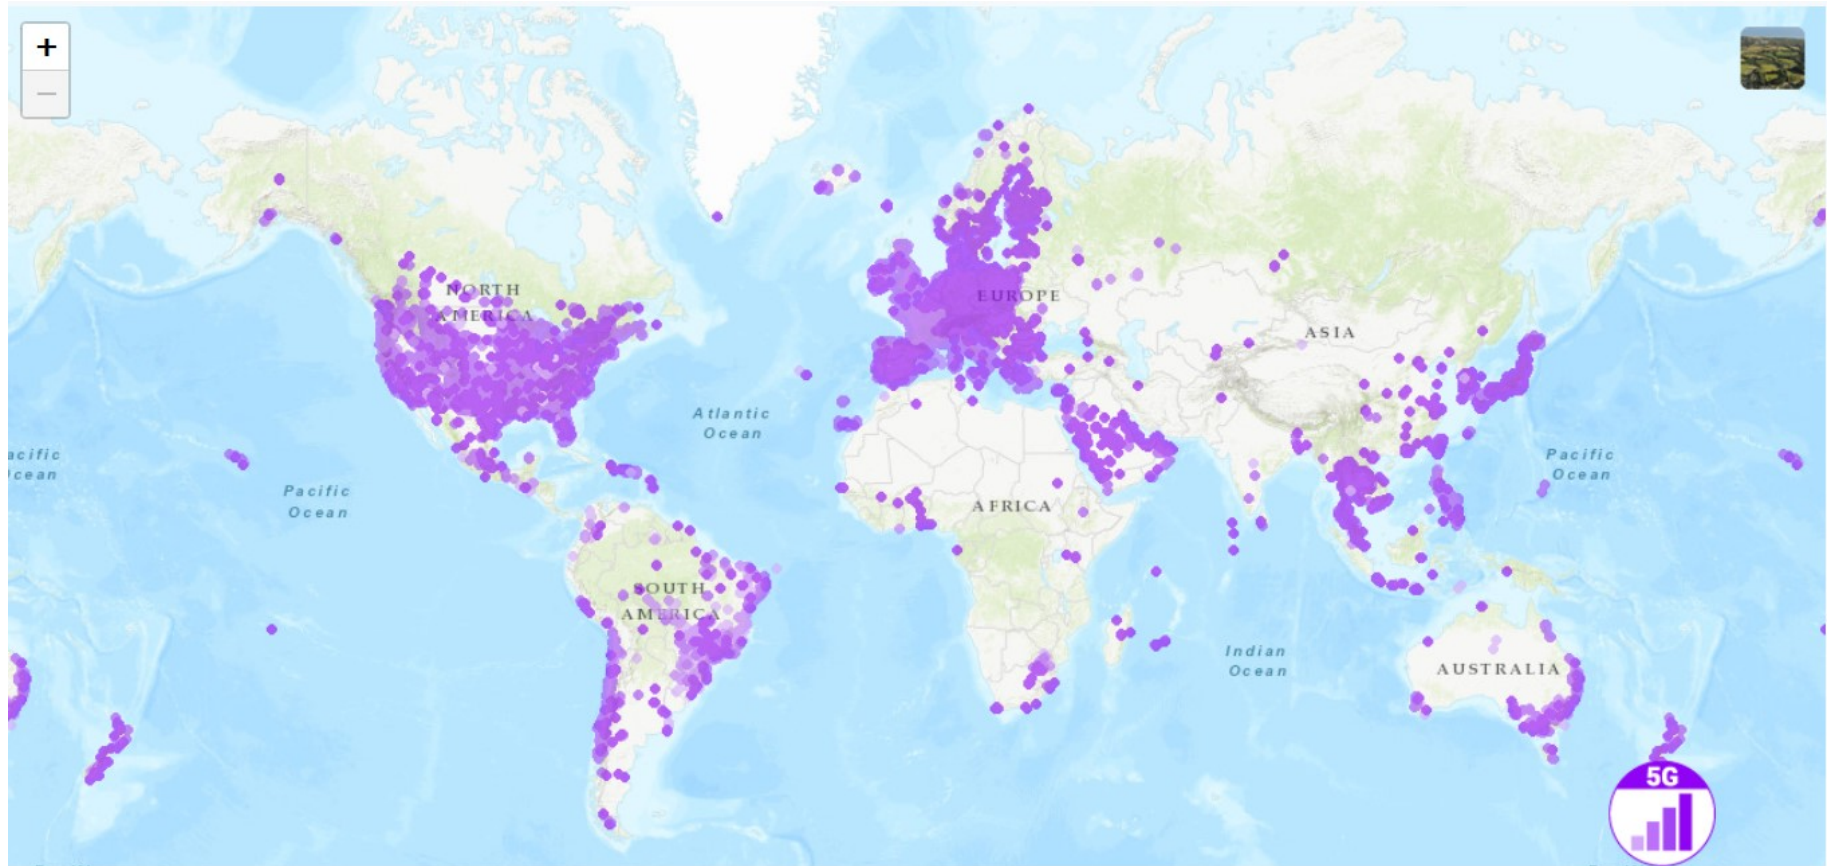 +
−
NORTH
AMERICA
EUROPE
ASIA
Atlantic
Ocean
acific
cean
Pacific
Ocean
Pacific
Ocean
AFRICA
SOUTH
AMERICA
Indian
Ocean
AUSTRALIA
5G